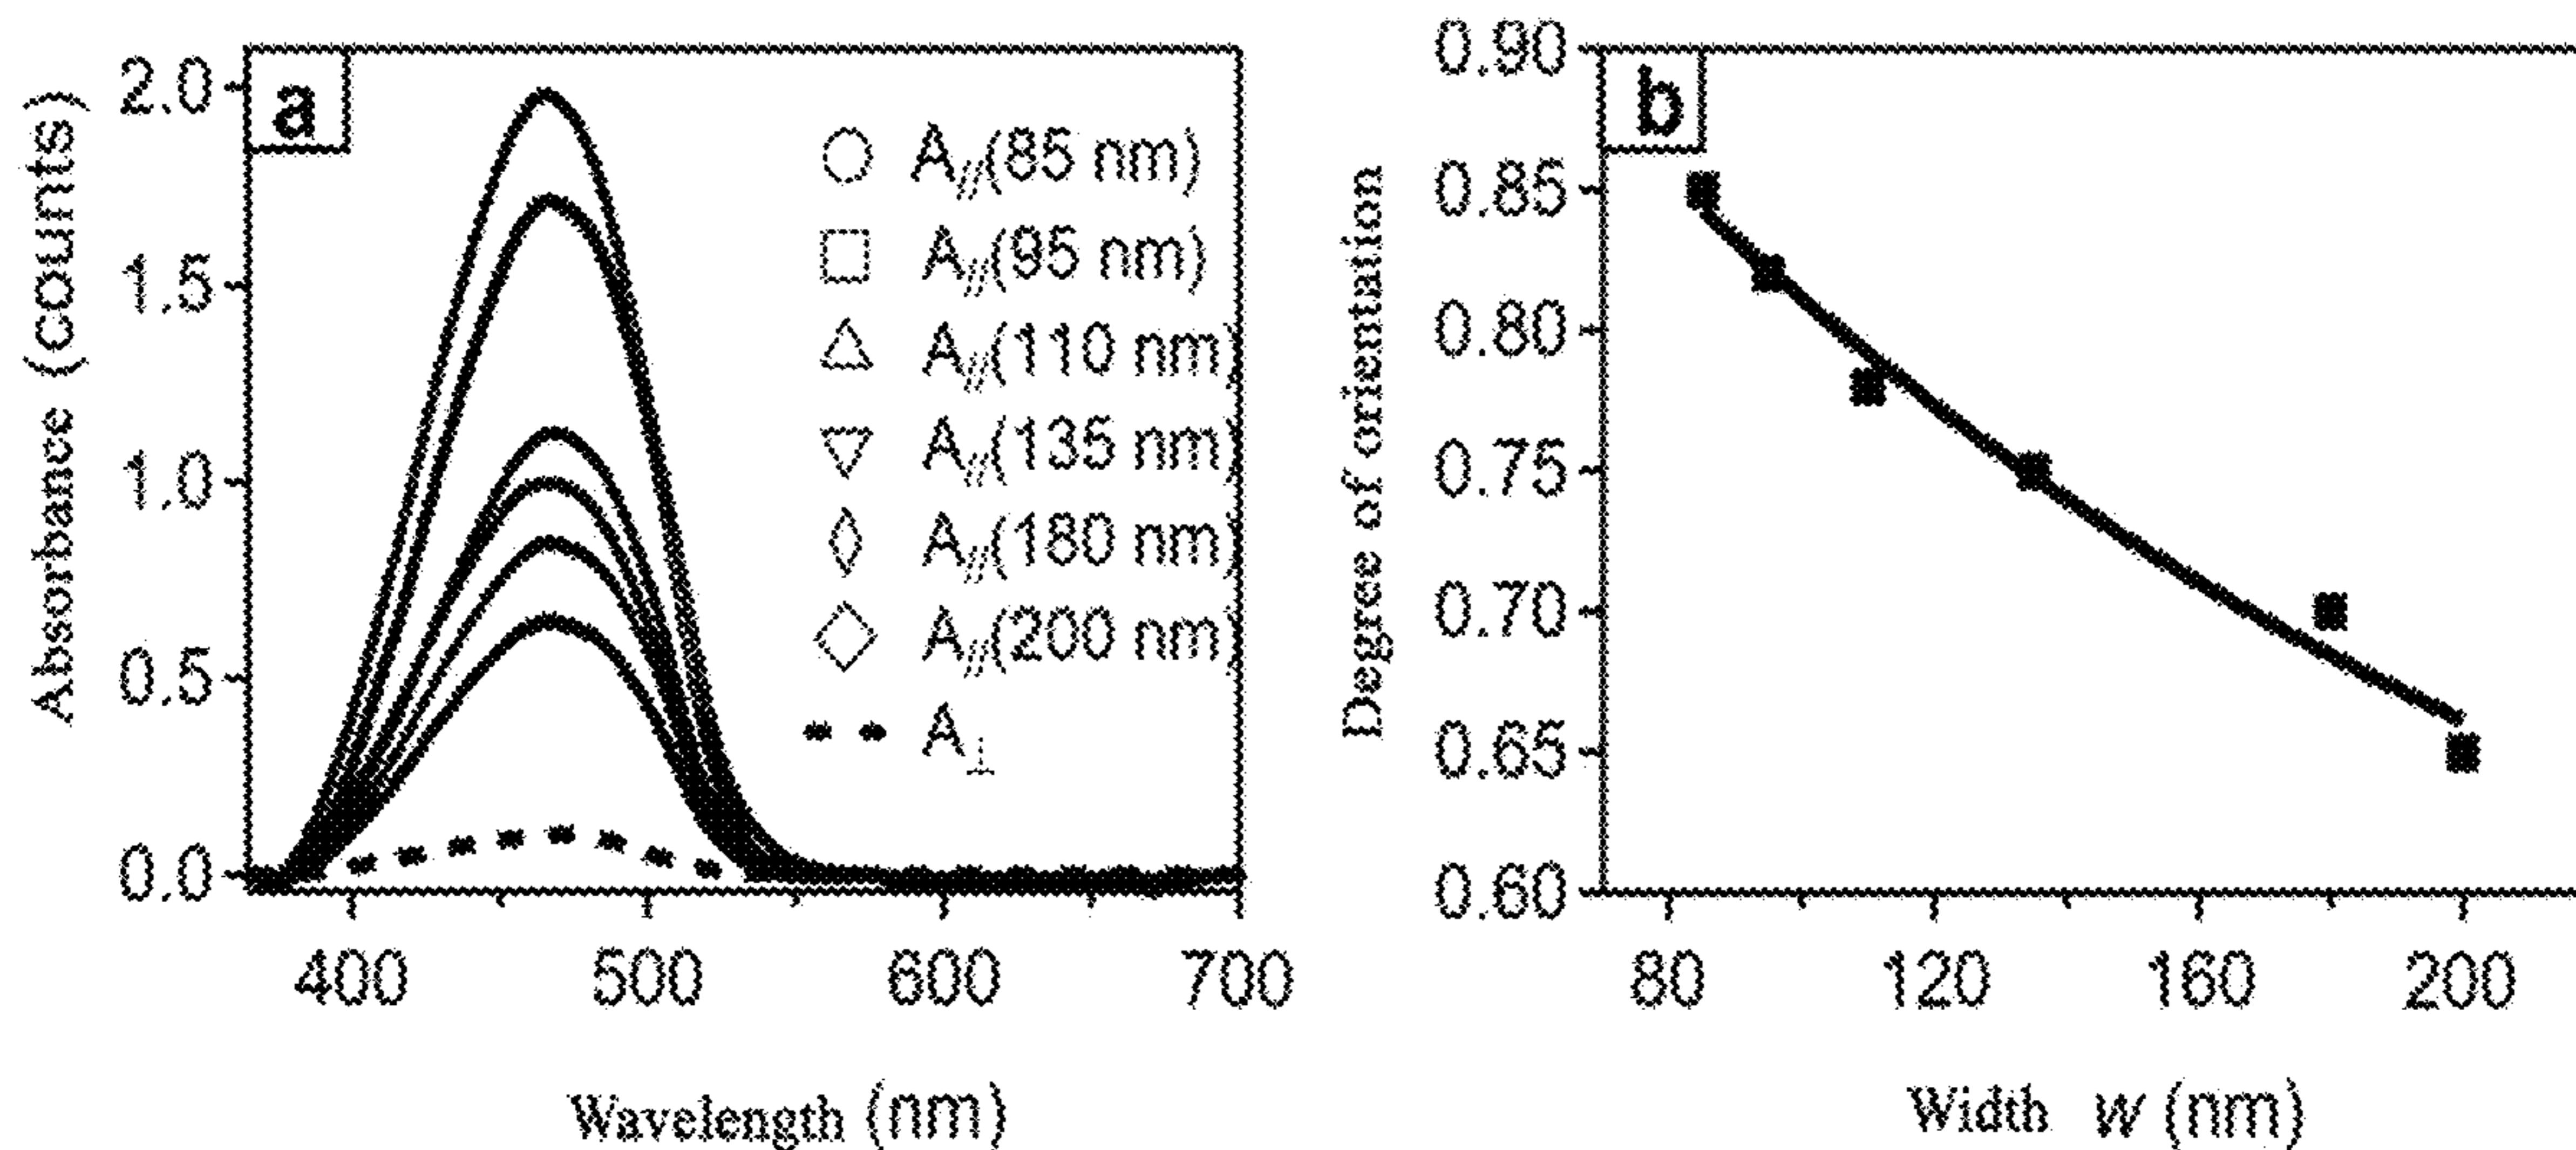 a
Absorbance (counts)
2.0
1.5
1.0
0.5
0.0
A//(85 nm)
A//(95 nm)
A//(110 nm)
A//(135 nm)
A//(180 nm)
A//(200 nm)
A⊥
400 500 600 700
Wavelength (nm)
b
Degree of orientation
0.90
0.85
0.80
0.75
0.70
0.65
0.60
80 120 160 200
Width w (nm)